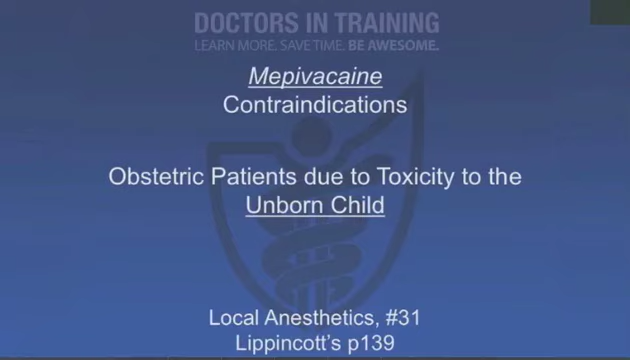 DOCTORS IN TRAINING
LEARN MORE. SAVE TIME. BE AWESOME.
Mepivacaine
Contraindications
Obstetric Patients due to Toxicity to the
Unborn Child
Local Anesthetics, #31
Lippincott's p139